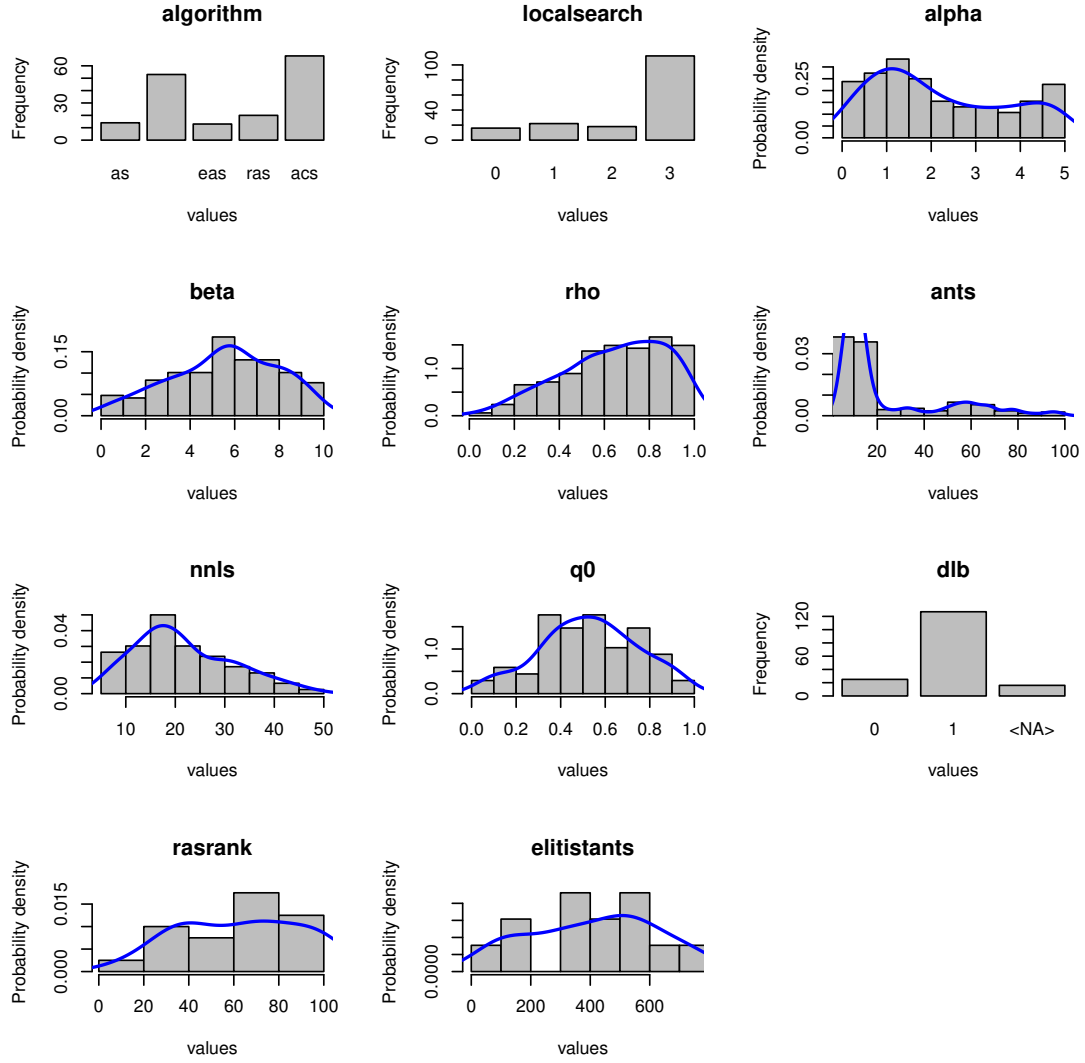 algorithm
Frequency
0 30 60
as eas ras acs
values
localsearch
Frequency
0 40 100
0 1 2 3
values
alpha
Probability density
0.00 0.25
0 1 2 3 4 5
values
beta
Probability density
0.00 0.15
0 2 4 6 8 10
values
rho
Probability density
0.0 1.0
0.0 0.2 0.4 0.6 0.8 1.0
values
ants
Probability density
0.00 0.03
20 40 60 80 100
values
nnls
Probability density
0.00 0.04
10 20 30 40 50
values
q0
Probability density
0.0 1.0
0.0 0.2 0.4 0.6 0.8 1.0
values
dlb
Frequency
0 60 120
0 1 <NA>
values
rasrank
Probability density
0.000 0.015
0 20 40 60 80 100
values
elitistants
Probability density
0.0000
0 200 400 600
values